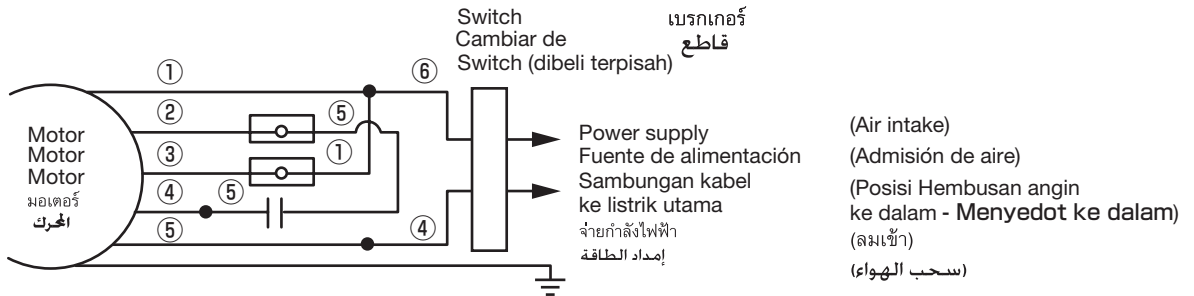 Switch
Cambiar de
Switch (dibeli terpisah)
เบรกเกอร์
قاطع
① ⑥
② ⑤
③ ①
④ ⑤
⑤ ④
Motor
Motor
Motor
มอเตอร์
المحرك
Power supply
Fuente de alimentación
Sambungan kabel
ke listrik utama
จ่ายกำลังไฟฟ้า
إمداد الطاقة
(Air intake)
(Admisión de aire)
(Posisi Hembusan angin
ke dalam - Menyedot ke dalam)
(ลมเข้า)
(سحب الهواء)